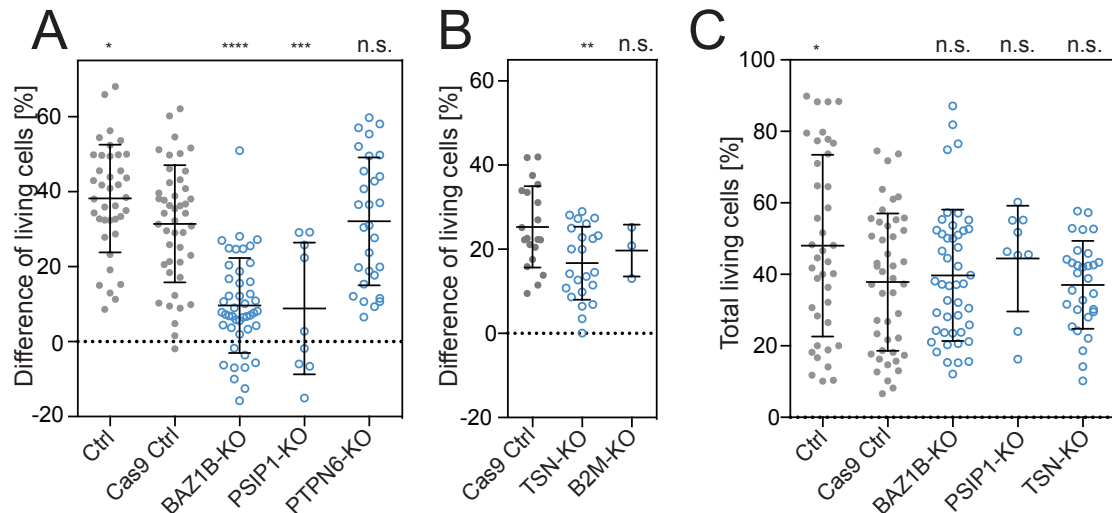 A
* **** *** n.s.
Difference of living cells [%]
60
40
20
0
-20
Ctrl
Cas9 Ctrl
BAZ1B-KO
PSIP1-KO
PTPN6-KO
B
** n.s.
Difference of living cells [%]
60
40
20
0
-20
Cas9 Ctrl
TSN-KO
B2M-KO
C
* n.s. n.s. n.s.
Total living cells [%]
100
80
60
40
20
0
Ctrl
Cas9 Ctrl
BAZ1B-KO
PSIP1-KO
TSN-KO